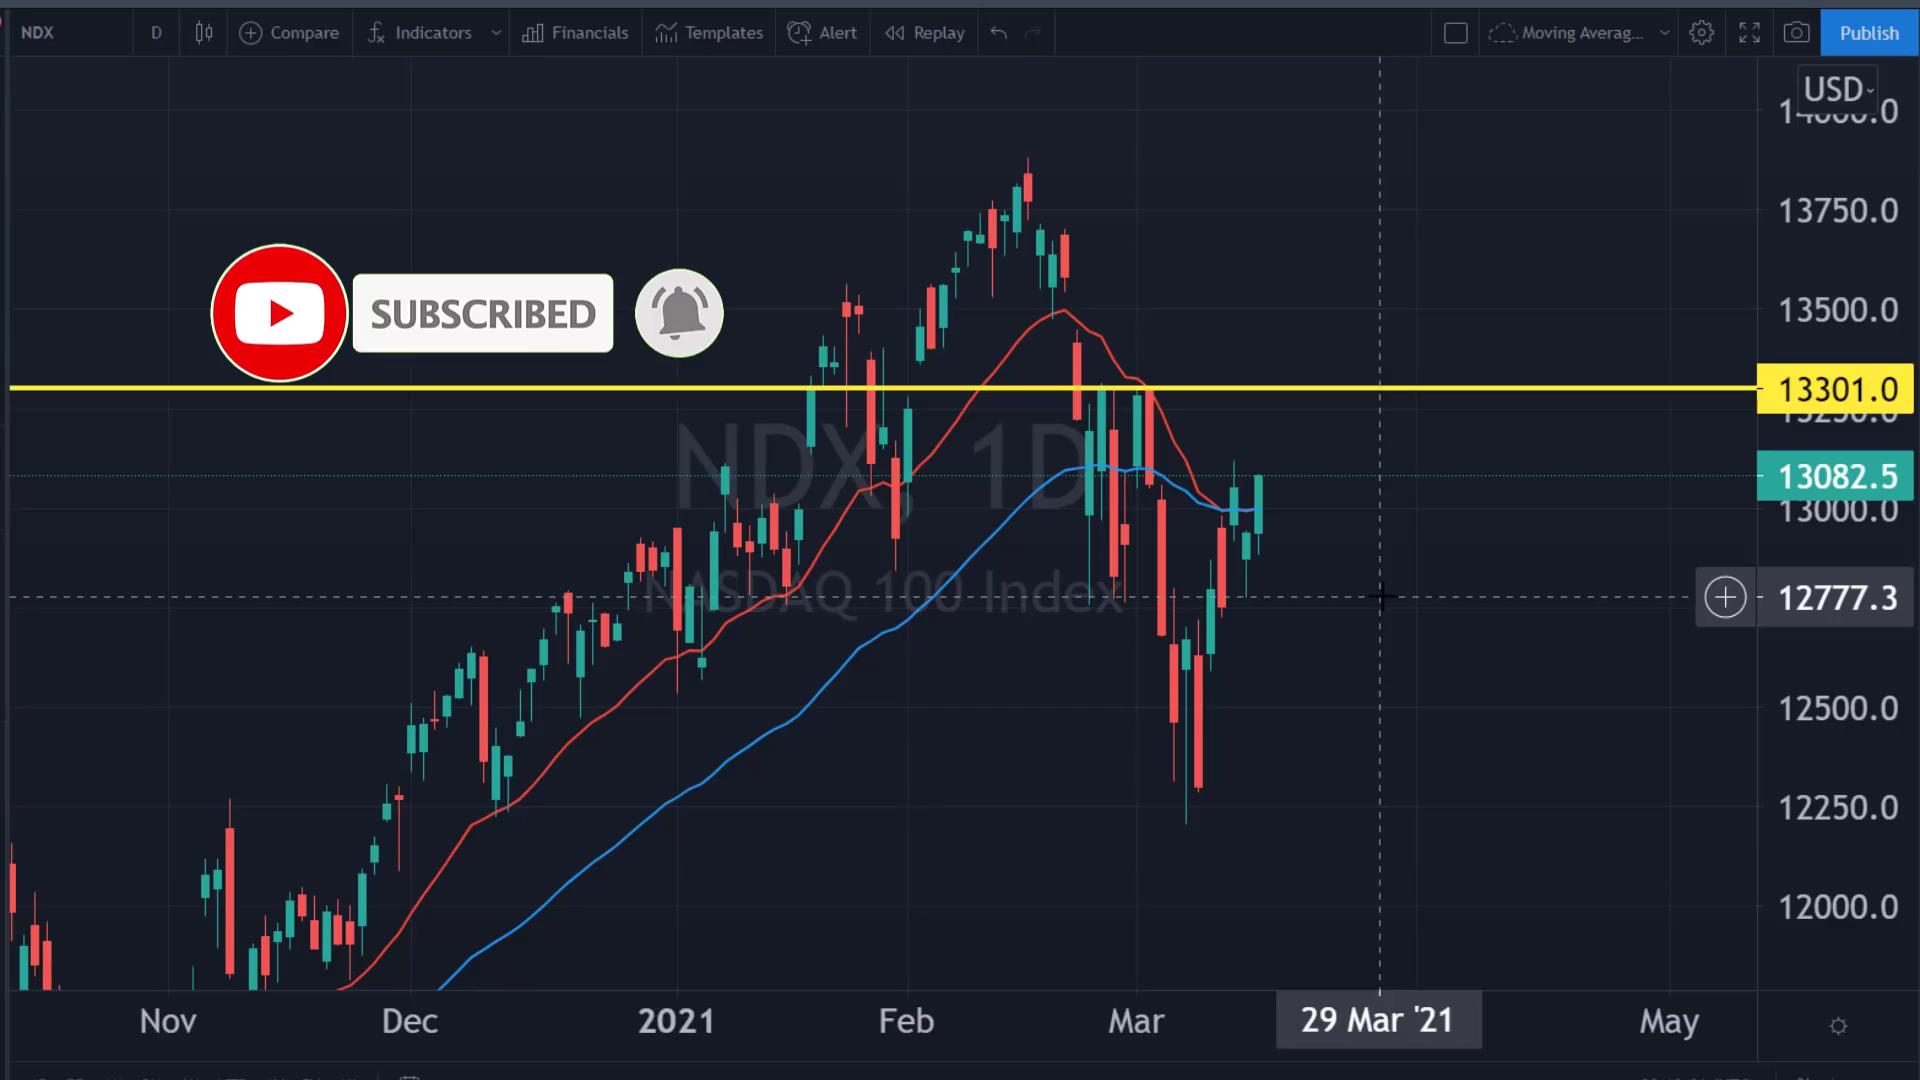 NDX D Compare Indicators Financials Templates Alert Replay Moving Averag... Publish
USD
13750.0
SUBSCRIBED
13500.0
13301.0
NDX, 1D
13082.5
13000.0
NASDAQ 100 Index
12777.3
12500.0
12250.0
12000.0
Nov Dec 2021 Feb Mar 29 Mar '21 May